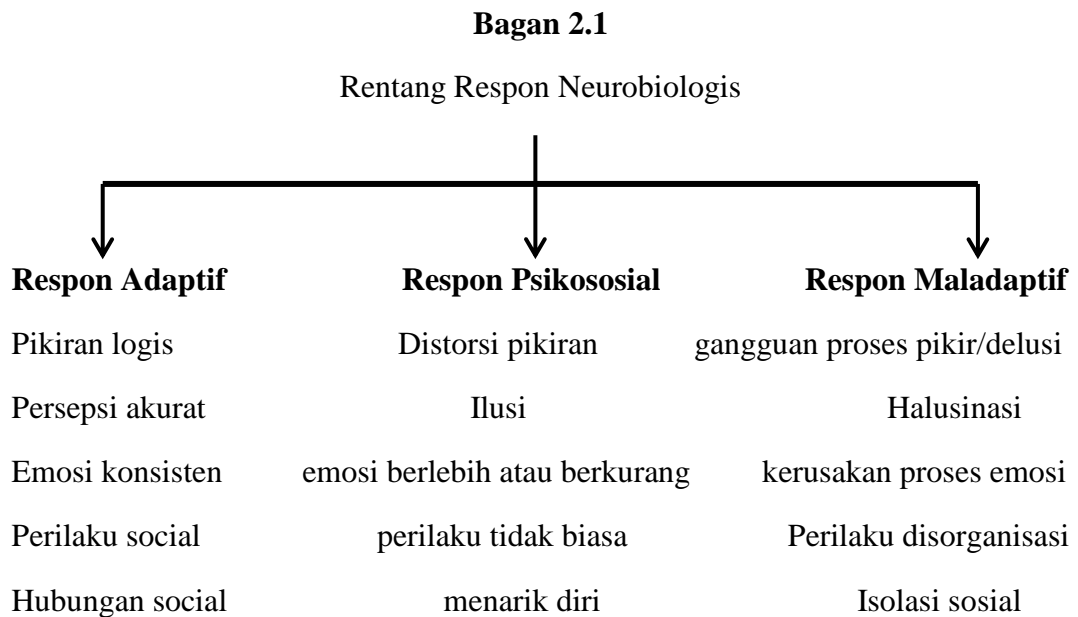 Bagan 2.1
Rentang Respon Neurobiologis
Respon Adaptif Respon Psikososial Respon Maladaptif
Pikiran logis Distorsi pikiran gangguan proses pikir/delusi
Persepsi akurat Ilusi Halusinasi
Emosi konsisten emosi berlebih atau berkurang kerusakan proses emosi
Perilaku social perilaku tidak biasa Perilaku disorganisasi
Hubungan social menarik diri Isolasi sosial